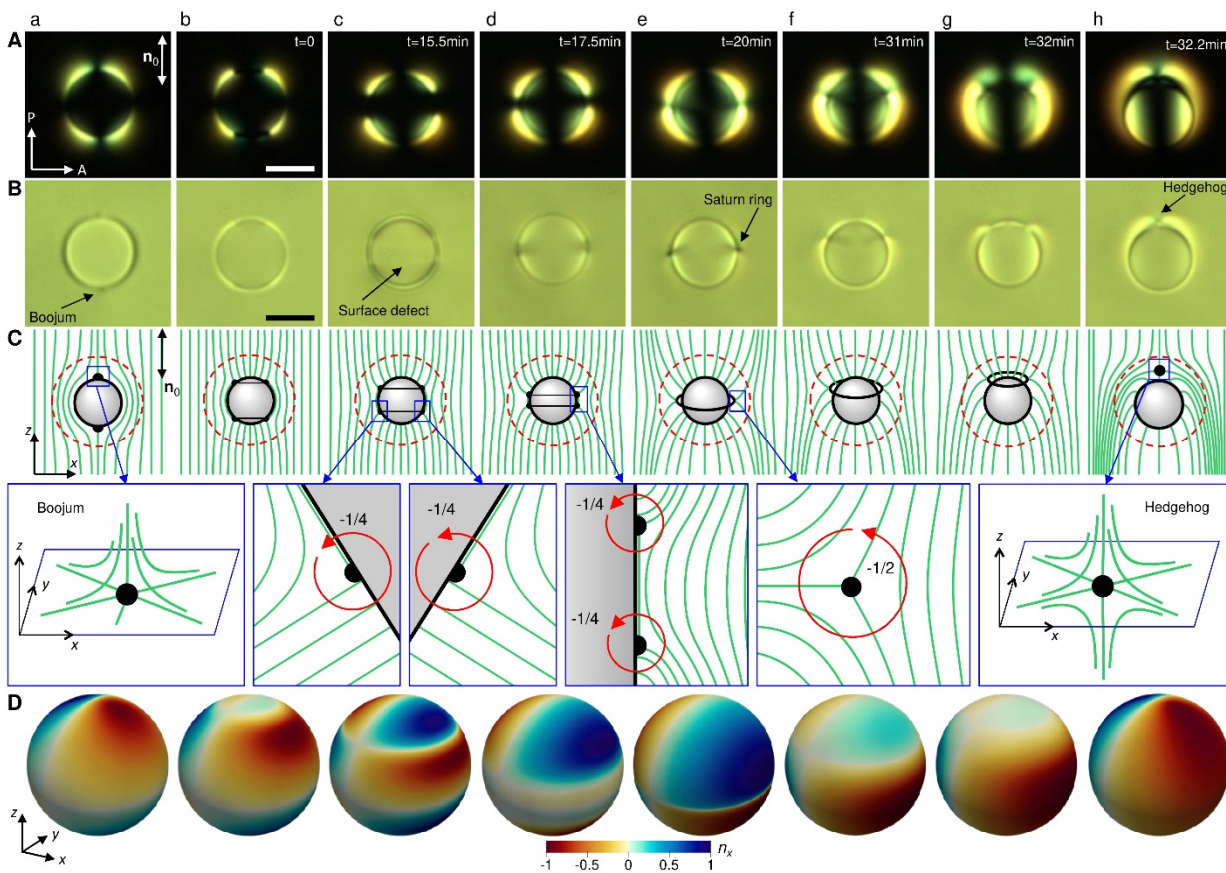 a b c d e f g h
A n₀ t=0 t=15.5min t=17.5min t=20min t=31min t=32min t=32.2min
P
A
B Saturn ring Hedgehog
Boojum Surface defect
C n₀
z
x
Boojum -1/4 -1/4 -1/4 -1/2 Hedgehog
z y x -1/4 z y x
D
z y x
-1 -0.5 0 0.5 1 nₓ